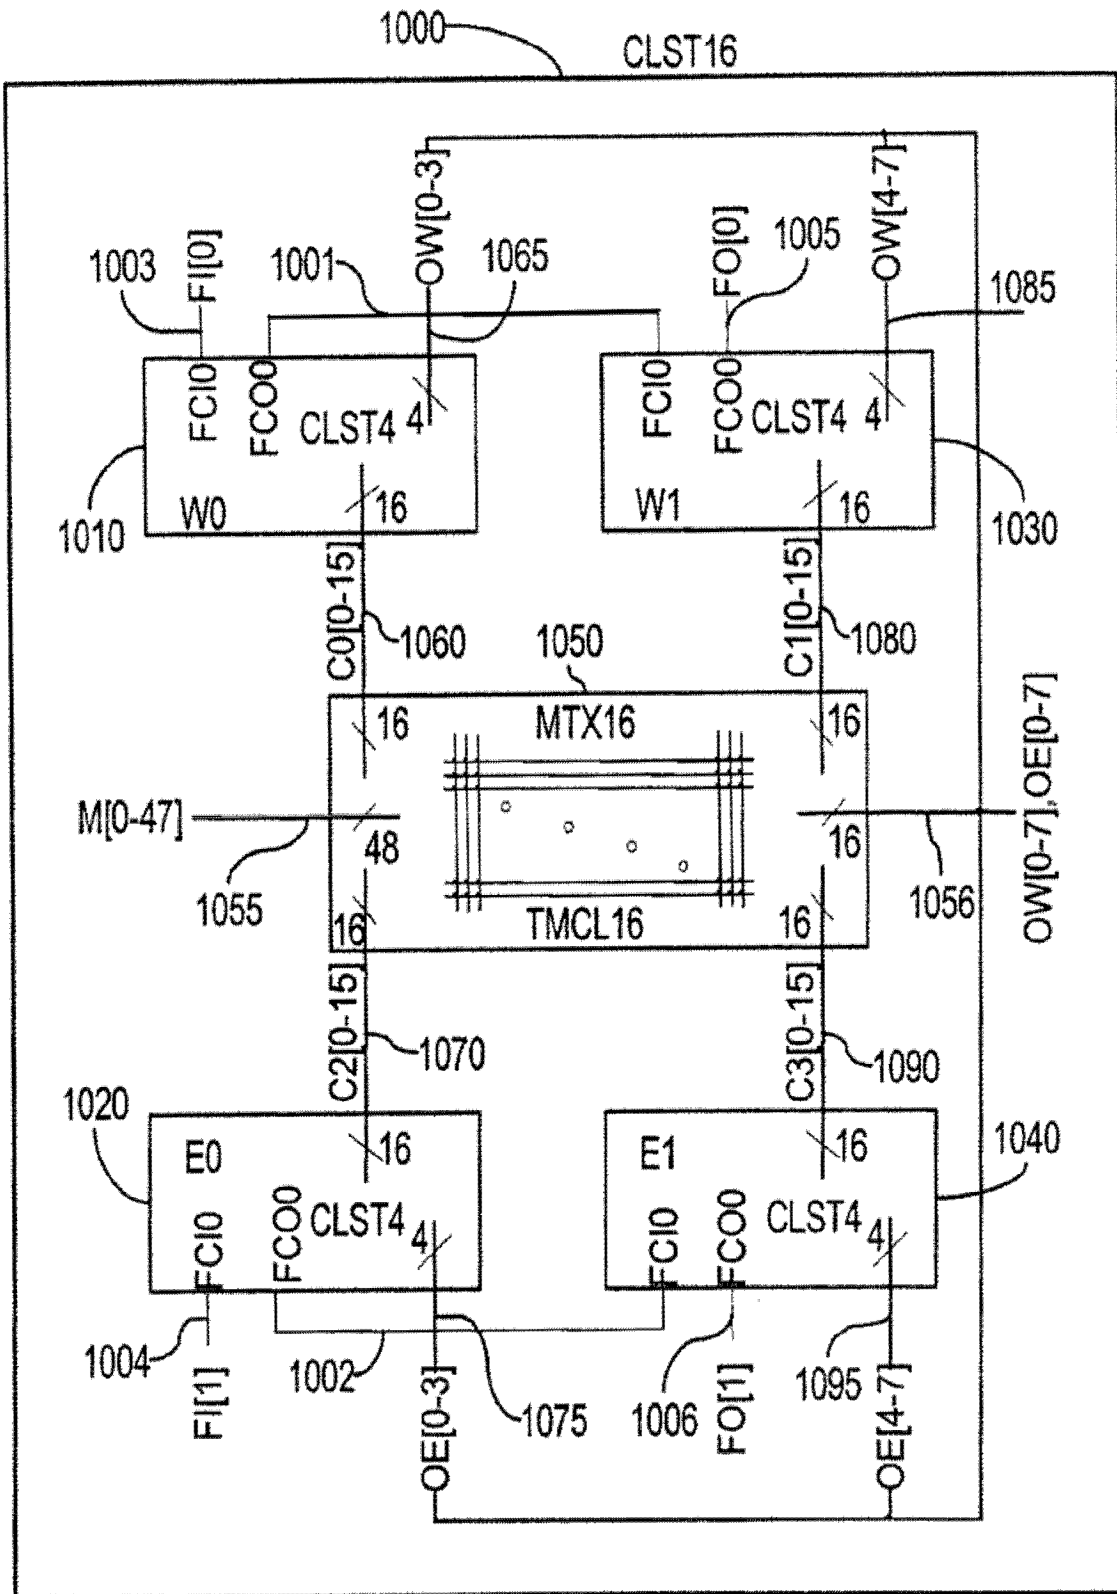 1000
CLST16
OW[0-3]
OW[4-7]
1003
FI[0]
1001
1065
FO[0]
1005
1085
FCI0
FCO0
CLST4
4
FCI0
FCO0
CLST4
4
1010
W0
16
W1
16
1030
C0[0-15]
1060
C1[0-15]
1080
1050
16
MTX16
16
M[0-47]
48
16
OW[0-7],OE[0-7]
1055
1056
16
TMCL16
16
C2[0-15]
1070
C3[0-15]
1090
1020
E0
16
E1
16
1040
FCI0
FCO0
CLST4
4
FCI0
FCO0
CLST4
4
1004
FI[1]
1002
OE[0-3]
1075
1006
FO[1]
1095
OE[4-7]